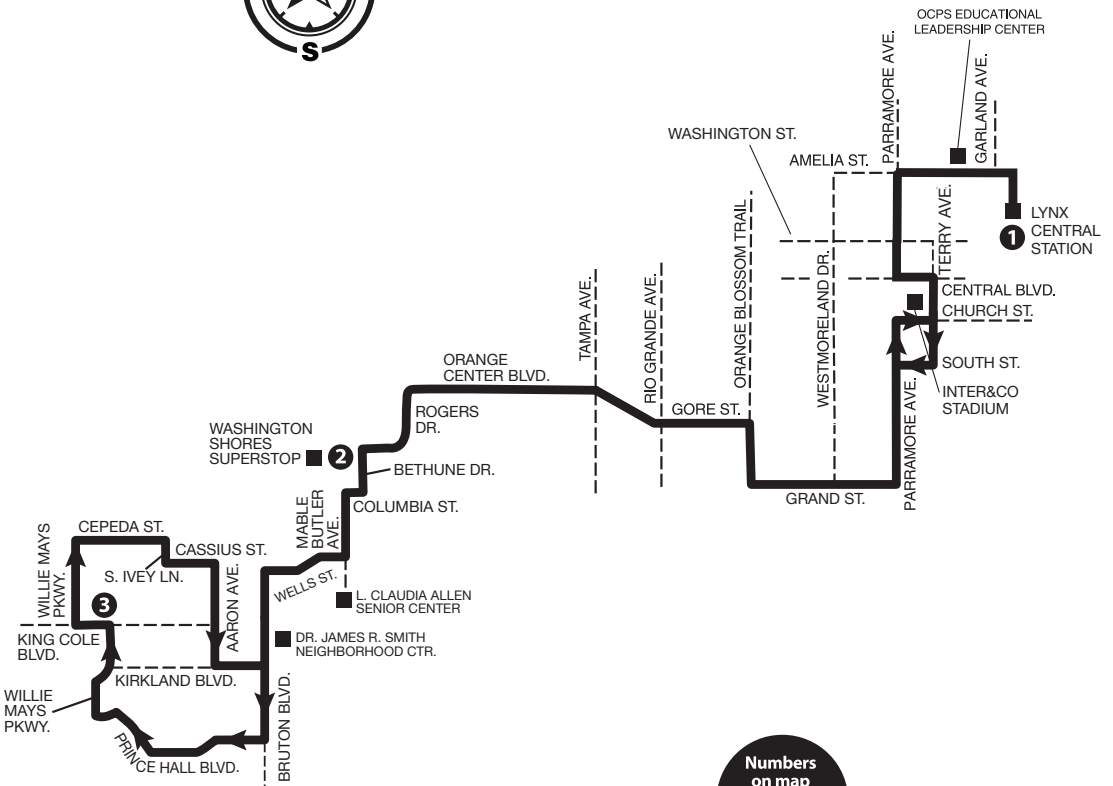 S
OCPS EDUCATIONAL
LEADERSHIP CENTER
PARRAMORE AVE.
GARLAND AVE.
WASHINGTON ST.
AMELIA ST.
TERRY AVE.
LYNX
CENTRAL
STATION
1
ORANGE BLOSSOM TRAIL
WESTMORELAND DR.
CENTRAL BLVD.
CHURCH ST.
TAMPA AVE.
RIO GRANDE AVE.
SOUTH ST.
INTER&CO
STADIUM
PARRAMORE AVE.
ORANGE
CENTER BLVD.
GORE ST.
ROGERS
DR.
WASHINGTON
SHORES
SUPERSTOP
2
BETHUNE DR.
GRAND ST.
COLUMBIA ST.
MABLE
BUTLER
AVE.
WILLIE MAYS
PKWY.
CEPEDA ST.
CASSIUS ST.
S. IVEY LN.
AARON AVE.
WELLS ST.
L. CLAUDIA ALLEN
SENIOR CENTER
3
KING COLE
BLVD.
DR. JAMES R. SMITH
NEIGHBORHOOD CTR.
KIRKLAND BLVD.
WILLIE
MAYS
PKWY.
BRUTON BLVD.
PRINCE HALL BLVD.
Numbers
on map